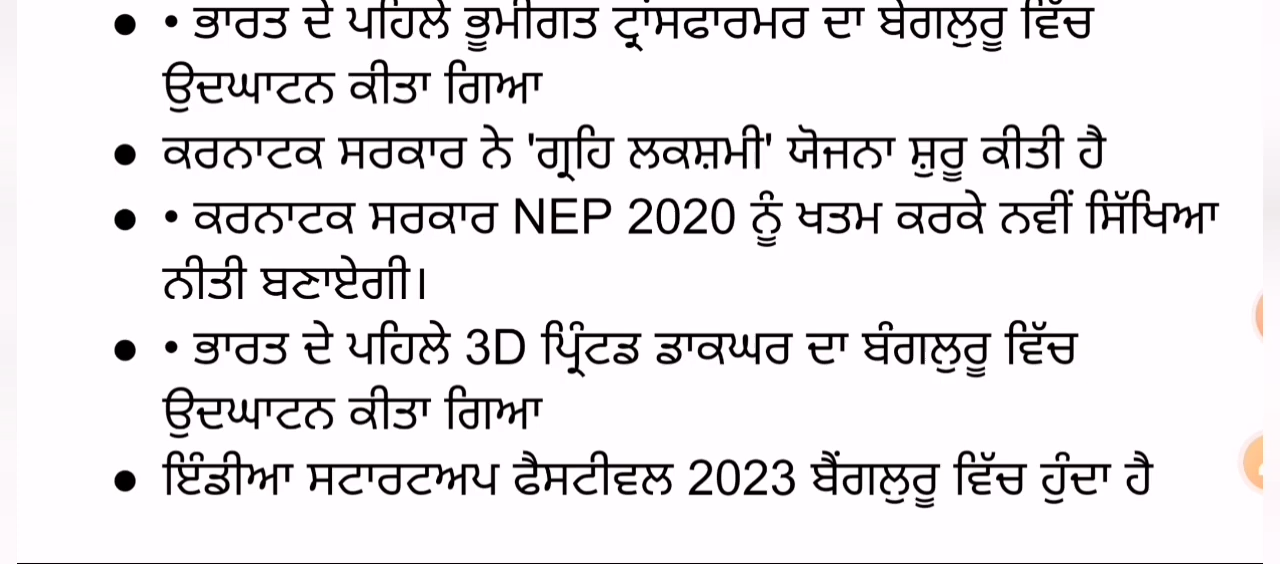 ● • ਭਾਰਤ ਦੇ ਪਹਿਲੇ ਭੂਮੀਗਤ ਟ੍ਰਾਂਸਫਾਰਮਰ ਦਾ ਬੰਗਲੁਰੂ ਵਿੱਚ
ਉਦਘਾਟਨ ਕੀਤਾ ਗਿਆ
● ਕਰਨਾਟਕ ਸਰਕਾਰ ਨੇ 'ਗ੍ਰਹਿ ਲਕਸ਼ਮੀ' ਯੋਜਨਾ ਸ਼ੁਰੂ ਕੀਤੀ ਹੈ
● • ਕਰਨਾਟਕ ਸਰਕਾਰ NEP 2020 ਨੂੰ ਖਤਮ ਕਰਕੇ ਨਵੀਂ ਸਿੱਖਿਆ
ਨੀਤੀ ਬਣਾਏਗੀ।
● • ਭਾਰਤ ਦੇ ਪਹਿਲੇ 3D ਪ੍ਰਿੰਟਡ ਡਾਕਘਰ ਦਾ ਬੰਗਲੁਰੂ ਵਿੱਚ
ਉਦਘਾਟਨ ਕੀਤਾ ਗਿਆ
● ਇੰਡੀਆ ਸਟਾਰਟਅਪ ਫੈਸਟੀਵਲ 2023 ਬੈਂਗਲੁਰੂ ਵਿੱਚ ਹੁੰਦਾ ਹੈ